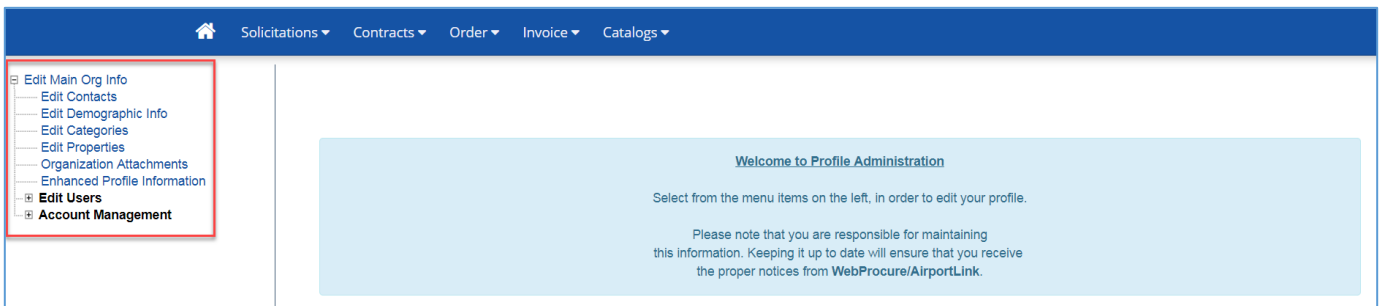 Solicitations Contracts Order Invoice Catalogs
Edit Main Org Info
Edit Contacts
Edit Demographic Info
Edit Categories
Edit Properties
Organization Attachments
Enhanced Profile Information
Edit Users
Account Management
Welcome to Profile Administration
Select from the menu items on the left, in order to edit your profile.
Please note that you are responsible for maintaining
this information. Keeping it up to date will ensure that you receive
the proper notices from WebProcure/AirportLink.